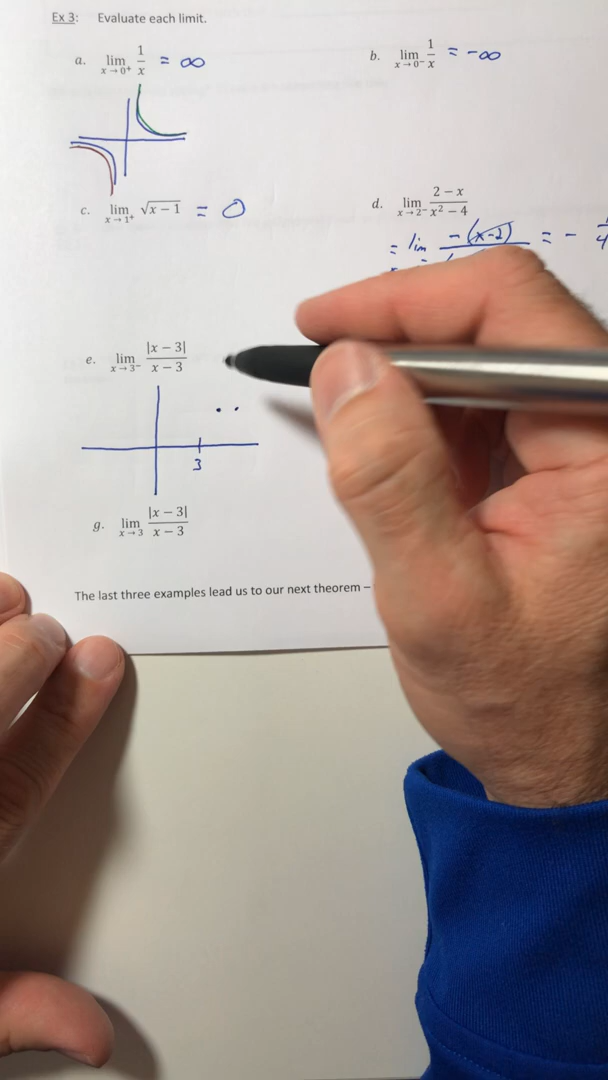 Ex 3: Evaluate each limit.
a. lim x→0⁺ 1/x = ∞
b. lim x→0⁻ 1/x = -∞
c. lim x→1⁺ √(x − 1) = 0
d. lim x→2⁻ (2 − x)/(x² − 4)
= lim -(x-2) = -
e. lim x→3⁻ |x − 3|/(x − 3)
3
g. lim x→3 |x − 3|/(x − 3)
The last three examples lead us to our next theorem –